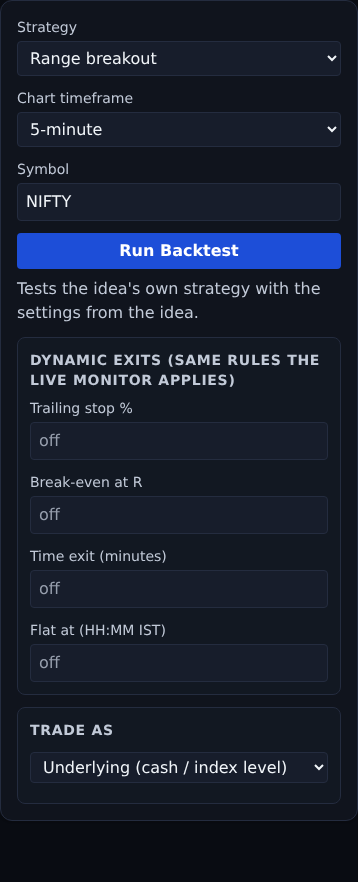 Strategy
Range breakout
Chart timeframe
5-minute
Symbol
NIFTY
Run Backtest
Tests the idea's own strategy with the
settings from the idea.
DYNAMIC EXITS (SAME RULES THE
LIVE MONITOR APPLIES)
Trailing stop %
off
Break-even at R
off
Time exit (minutes)
off
Flat at (HH:MM IST)
off
TRADE AS
Underlying (cash / index level)